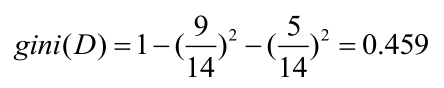 gini(D) = 1 − (9/14)² − (5/14)² = 0.459